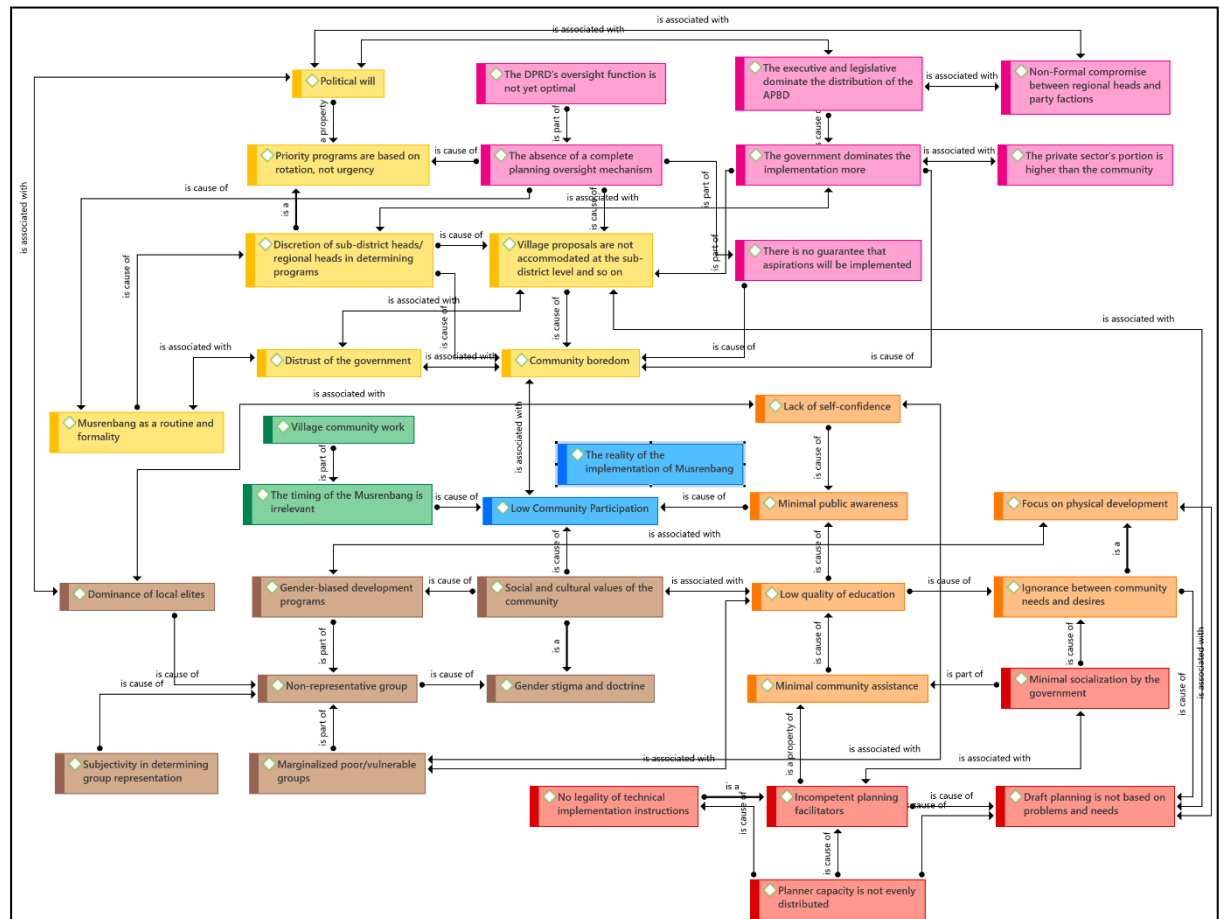 is associated with
Political will
The DPRD's oversight function is
not yet optimal
The executive and legislative
dominate the distribution of the
APBD
is associated with
Non-Formal compromise
between regional heads and
party factions
a property
is part of
is cause of
Priority programs are based on
rotation, not urgency
is cause of
The absence of a complete
planning oversight mechanism
The government dominates the
implementation more
is associated with
The private sector's portion is
higher than the community
is associated with
is cause of
is a
is associated with
is cause of
is part of
Discretion of sub-district heads/
regional heads in determining
programs
is cause of
Village proposals are not
accommodated at the sub-
district level and so on
is part of
There is no guarantee that
aspirations will be implemented
is cause of
is associated with
is cause of
is cause of
is associated with
is associated with
Distrust of the government
is associated with
Community boredom
is cause of
is cause of
Musrenbang as a routine and
formality
is associated with
Lack of self-confidence
Village community work
is associated with
is part of
The reality of the
implementation of Musrenbang
is cause of
The timing of the Musrenbang is
irrelevant
is cause of
Low Community Participation
is cause of
Minimal public awareness
Focus on physical development
is associated with
is cause of
is cause of
is a
Dominance of local elites
Gender-biased development
programs
is cause of
Social and cultural values of the
community
is associated with
Low quality of education
is cause of
Ignorance between community
needs and desires
is part of
is a
is cause of
is cause of
is associated with
is cause of
is cause of
Non-representative group
is cause of
Gender stigma and doctrine
Minimal community assistance
is part of
Minimal socialization by the
government
is cause of
is part of
is associated with
is a property of
is associated with
Subjectivity in determining
group representation
Marginalized poor/vulnerable
groups
No legality of technical
implementation instructions
is a
is cause of
Incompetent planning
facilitators
is cause of
is cause of
Draft planning is not based on
problems and needs
is cause of
Planner capacity is not evenly
distributed